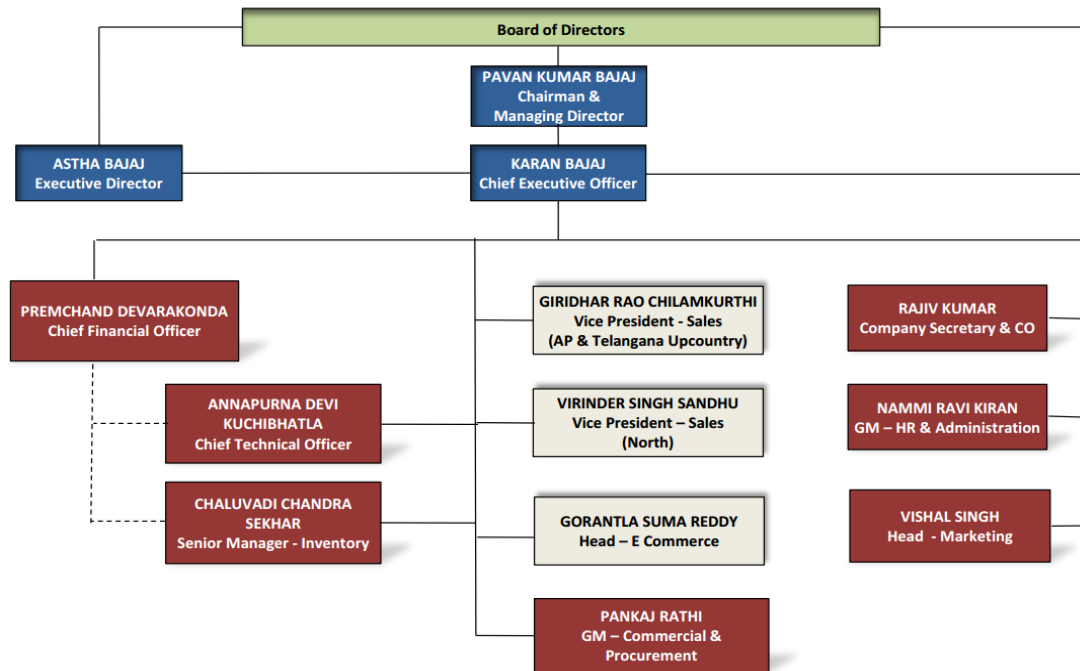 Board of Directors
PAVAN KUMAR BAJAJ
Chairman &
Managing Director
ASTHA BAJAJ
Executive Director
KARAN BAJAJ
Chief Executive Officer
PREMCHAND DEVARAKONDA
Chief Financial Officer
GIRIDHAR RAO CHILAMKURTHI
Vice President - Sales
(AP & Telangana Upcountry)
RAJIV KUMAR
Company Secretary & CO
ANNAPURNA DEVI
KUCHIBHATLA
Chief Technical Officer
VIRINDER SINGH SANDHU
Vice President – Sales
(North)
NAMMI RAVI KIRAN
GM – HR & Administration
CHALUVADI CHANDRA
SEKHAR
Senior Manager - Inventory
GORANTLA SUMA REDDY
Head – E Commerce
VISHAL SINGH
Head - Marketing
PANKAJ RATHI
GM – Commercial &
Procurement